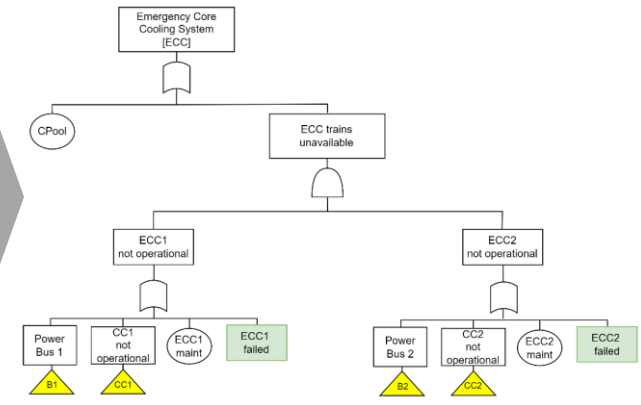 Emergency Core
Cooling System
[ECC]
CPool
ECC trains
unavailable
ECC1
not operational
ECC2
not operational
Power
Bus 1
CC1
not
operational
ECC1
maint
ECC1
failed
Power
Bus 2
CC2
not
operational
ECC2
maint
ECC2
failed
B1
CC1
B2
CC2